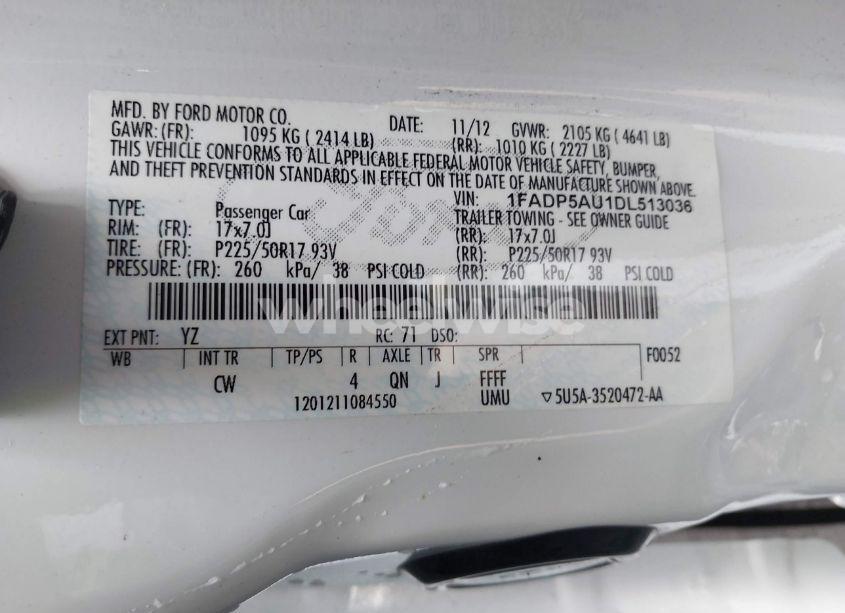 MFD. BY FORD MOTOR CO. DATE: 11/12 GVWR: 2105 KG ( 4641 LB)
GAWR: (FR): 1095 KG ( 2414 LB) (RR): 1010 KG ( 2227 LB)
THIS VEHICLE CONFORMS TO ALL APPLICABLE FEDERAL MOTOR VEHICLE SAFETY, BUMPER,
AND THEFT PREVENTION STANDARDS IN EFFECT ON THE DATE OF MANUFACTURE SHOWN ABOVE.
VIN: 1FADP5AU1DL513036
TYPE: Passenger Car TRAILER TOWING - SEE OWNER GUIDE
RIM: (FR): 17x7.0J (RR): 17x7.0J
TIRE: (FR): P225/50R17 93V (RR): P225/50R17 93V
PRESSURE: (FR): 260 kPa/ 38 PSI COLD (RR): 260 kPa/ 38 PSI COLD
wheelwise
EXT PNT: YZ RC: 71 DSO:
WB INT TR TP/PS R AXLE TR SPR F0052
CW 4 QN J FFFF
1201211084550 UMU ▽5U5A-3520472-AA
Ford